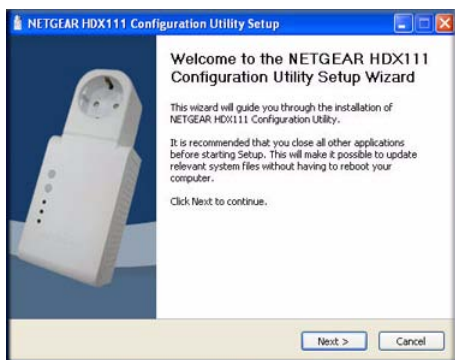 NETGEAR HDX111 Configuration Utility Setup
Welcome to the NETGEAR HDX111
Configuration Utility Setup Wizard
This wizard will guide you through the installation of
NETGEAR HDX111 Configuration Utility.
It is recommended that you close all other applications
before starting Setup. This will make it possible to update
relevant system files without having to reboot your
computer.
Click Next to continue.
Next >
Cancel